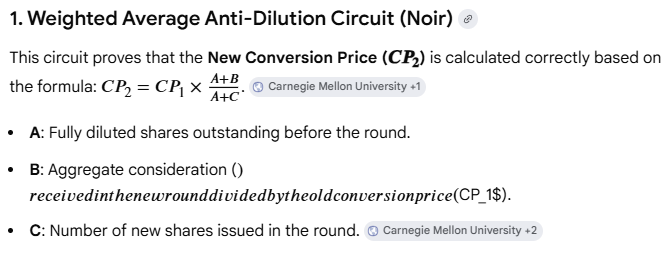 1. Weighted Average Anti-Dilution Circuit (Noir)
This circuit proves that the New Conversion Price (CP₂) is calculated correctly based on
the formula: CP₂ = CP₁ × (A+B)/(A+C). Carnegie Mellon University +1
• A: Fully diluted shares outstanding before the round.
• B: Aggregate consideration ()
receivedinthenewrounddividedbytheoldconversionprice(CP_1$).
• C: Number of new shares issued in the round. Carnegie Mellon University +2